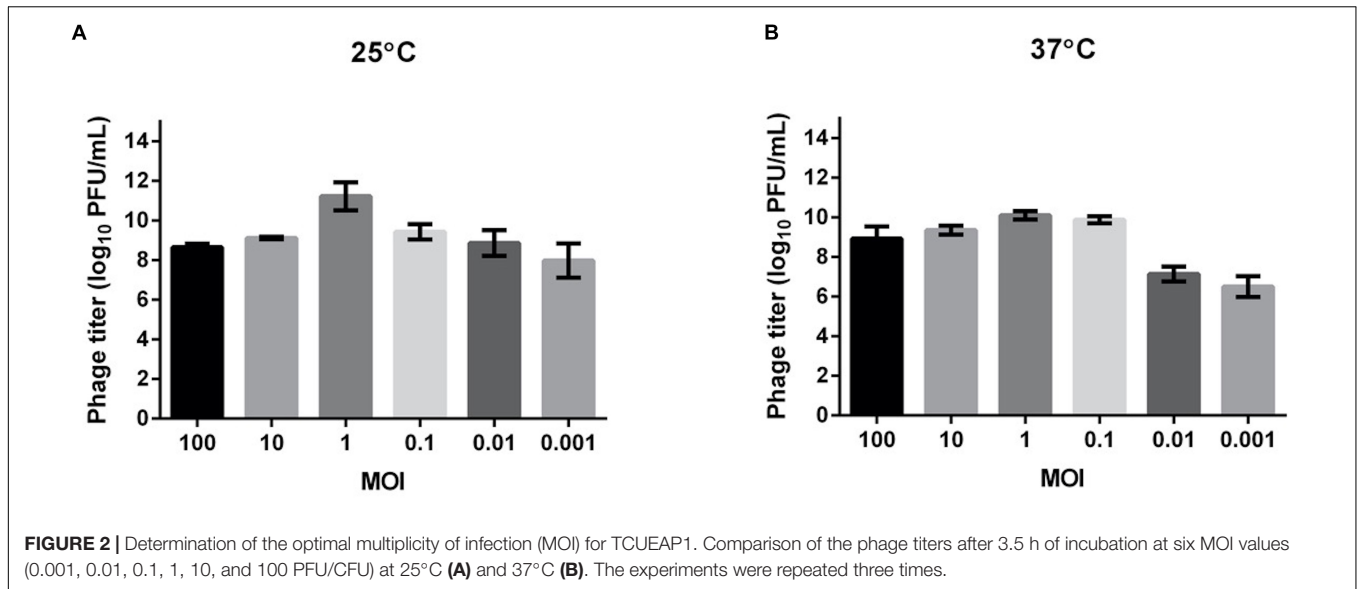 A
25°C
Phage titer (log10 PFU/mL)
14
12
10
8
6
4
2
0
100 10 1 0.1 0.01 0.001
MOI
B
37°C
Phage titer (log10 PFU/mL)
14
12
10
8
6
4
2
0
100 10 1 0.1 0.01 0.001
MOI
FIGURE 2 | Determination of the optimal multiplicity of infection (MOI) for TCUEAP1. Comparison of the phage titers after 3.5 h of incubation at six MOI values
(0.001, 0.01, 0.1, 1, 10, and 100 PFU/CFU) at 25°C (A) and 37°C (B). The experiments were repeated three times.